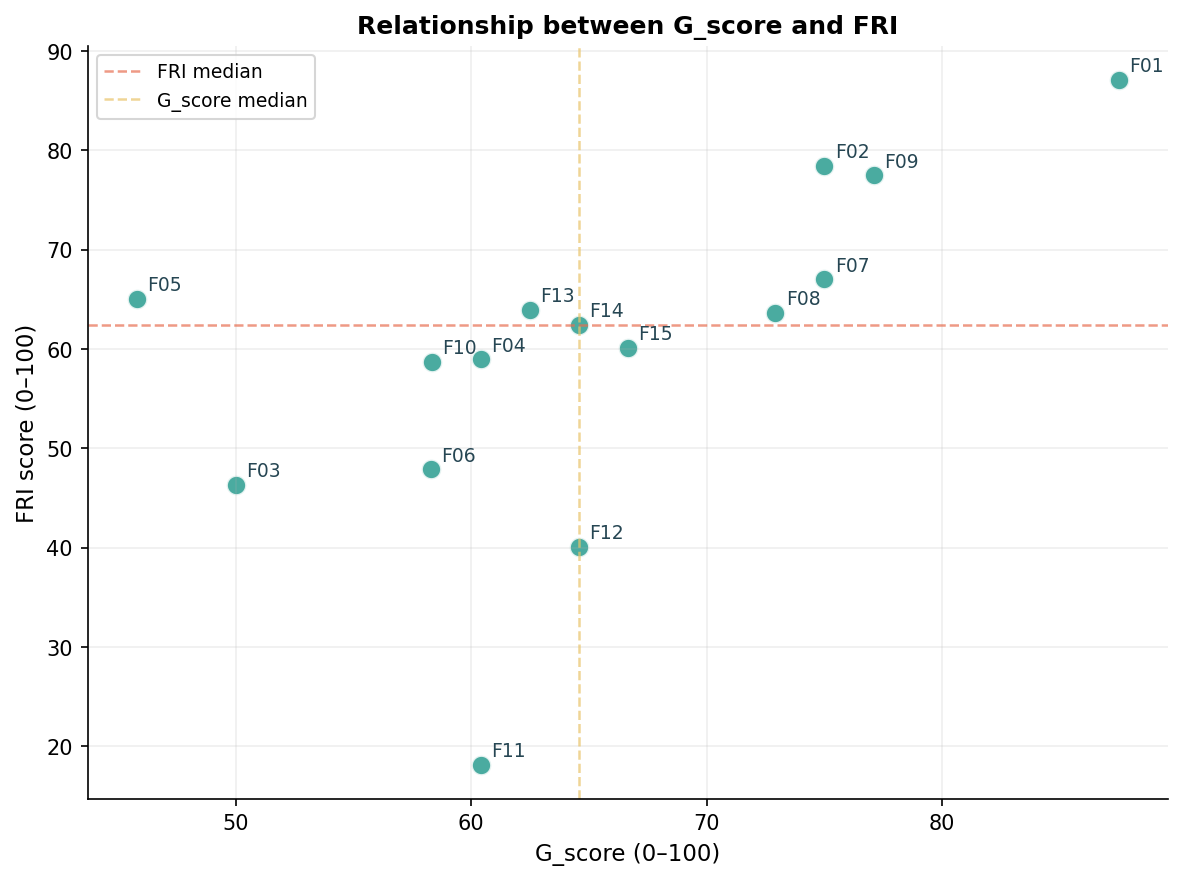 Relationship between G_score and FRI
FRI median
G_score median
F01
F02
F09
F07
F05
F08
F13
F14
F15
F10
F04
F06
F03
F12
F11
90
80
70
60
50
40
30
20
FRI score (0–100)
50
60
70
80
G_score (0–100)